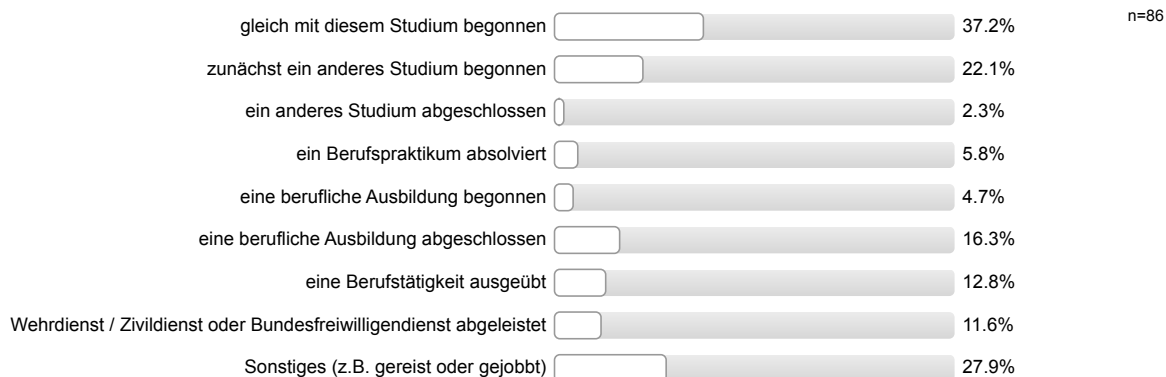 n=86
gleich mit diesem Studium begonnen 37.2%
zunächst ein anderes Studium begonnen 22.1%
ein anderes Studium abgeschlossen 2.3%
ein Berufspraktikum absolviert 5.8%
eine berufliche Ausbildung begonnen 4.7%
eine berufliche Ausbildung abgeschlossen 16.3%
eine Berufstätigkeit ausgeübt 12.8%
Wehrdienst / Zivildienst oder Bundesfreiwilligendienst abgeleistet 11.6%
Sonstiges (z.B. gereist oder gejobbt) 27.9%